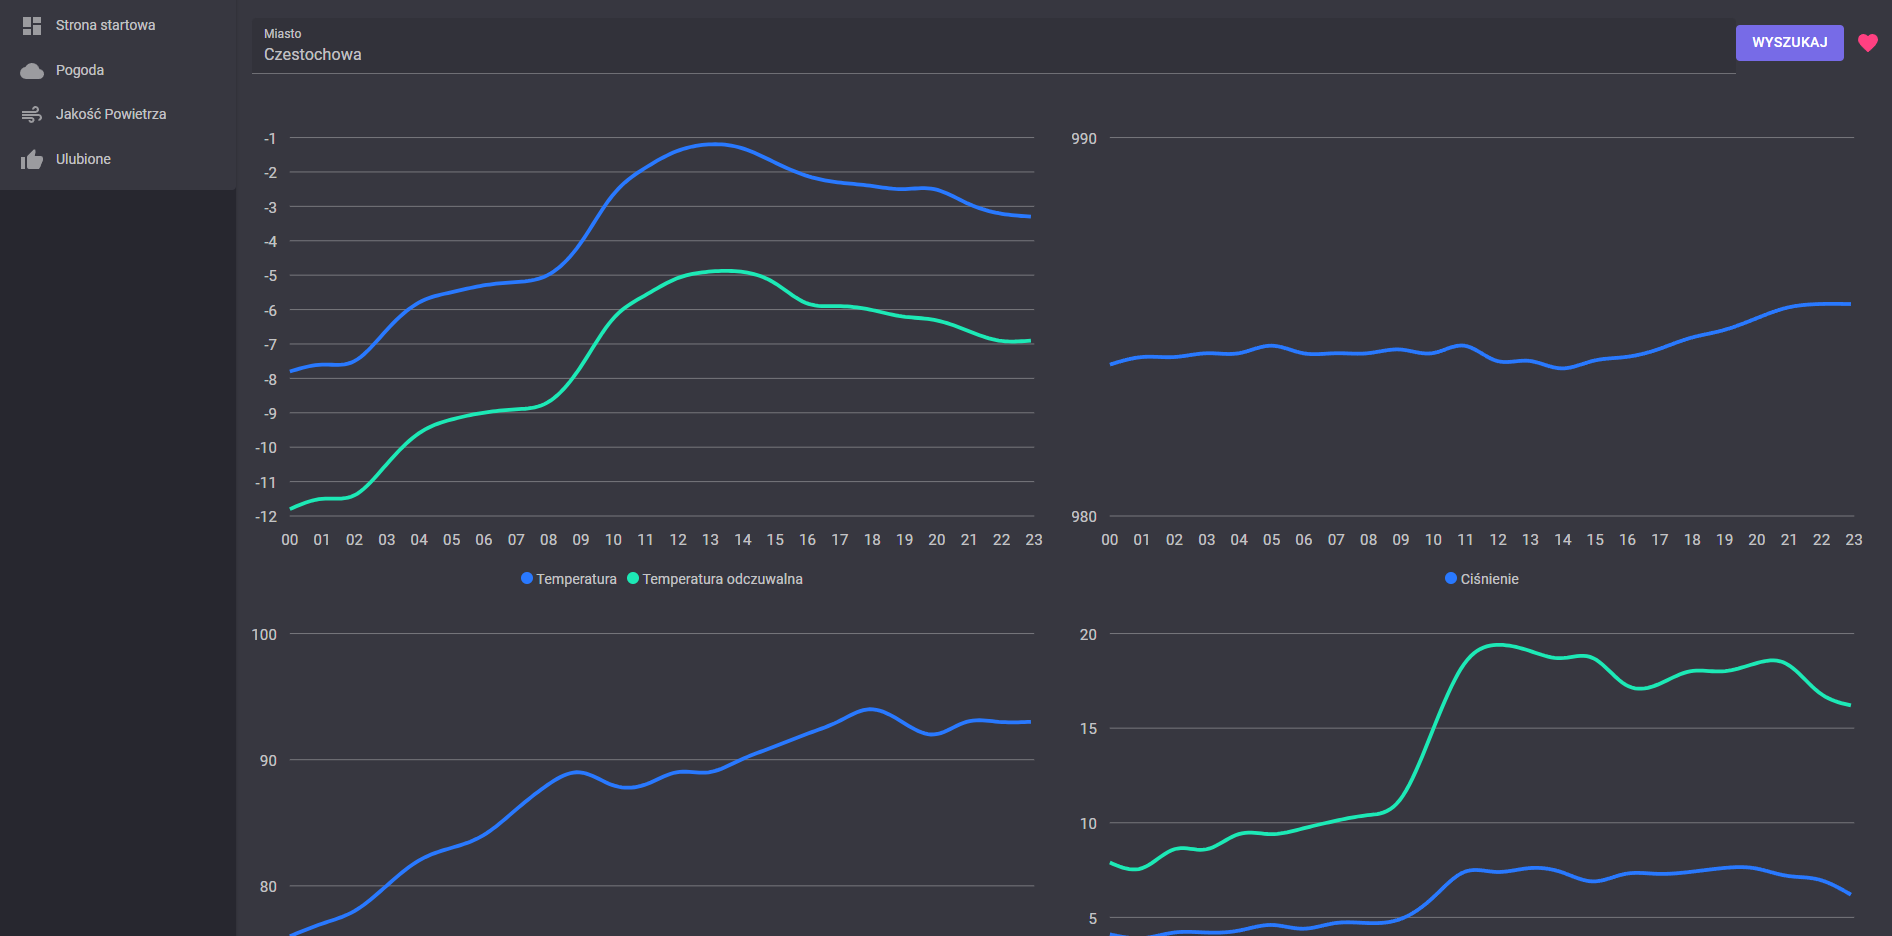 Strona startowa
Pogoda
Jakość Powietrza
Ulubione
Miasto
Czestochowa
WYSZUKAJ
-1
-2
-3
-4
-5
-6
-7
-8
-9
-10
-11
-12
00 01 02 03 04 05 06 07 08 09 10 11 12 13 14 15 16 17 18 19 20 21 22 23
Temperatura Temperatura odczuwalna
990
980
00 01 02 03 04 05 06 07 08 09 10 11 12 13 14 15 16 17 18 19 20 21 22 23
Ciśnienie
100
90
80
20
15
10
5